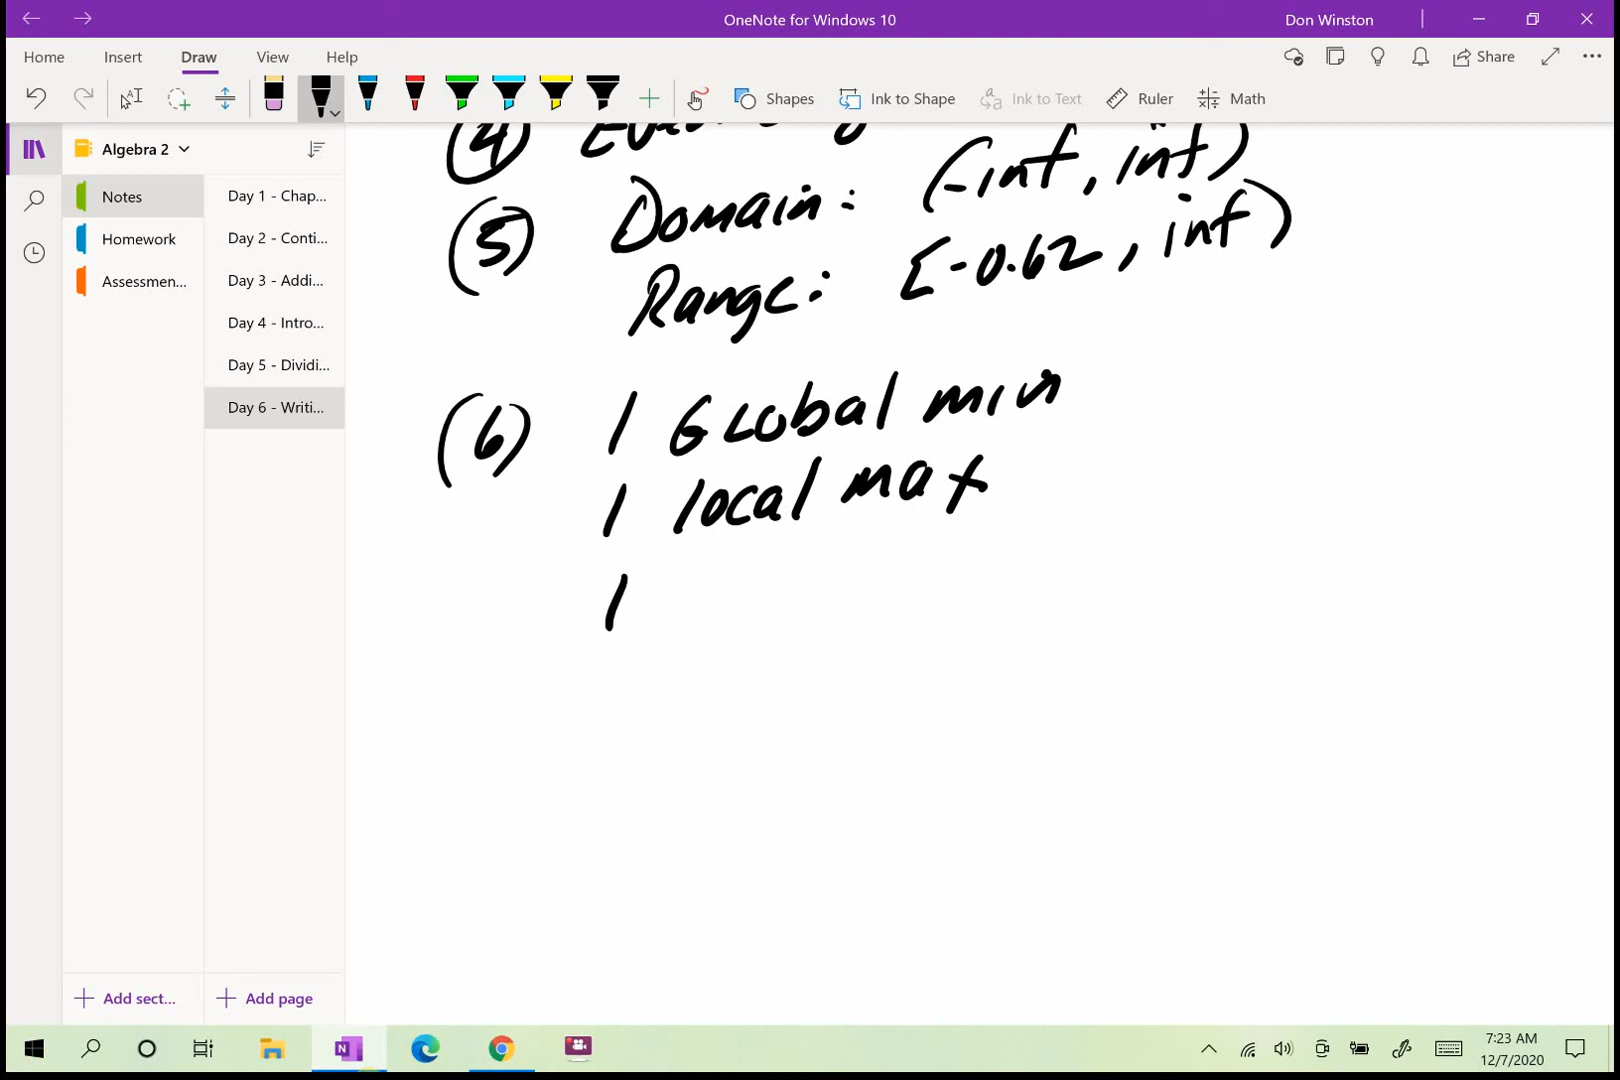 OneNote for Windows 10
Don Winston
Home Insert Draw View Help
Share
Shapes Ink to Shape Ink to Text Ruler Math
Algebra 2
Notes
Homework
Assessmen...
Day 1 - Chap...
Day 2 - Conti...
Day 3 - Addi...
Day 4 - Intro...
Day 5 - Dividi...
Day 6 - Writi...
(4)
(5) Domain: (-inf, inf)
Range: [-0.62, inf)
(6) 1 Global min
1 local max
1
Add sect...
Add page
7:23 AM
12/7/2020